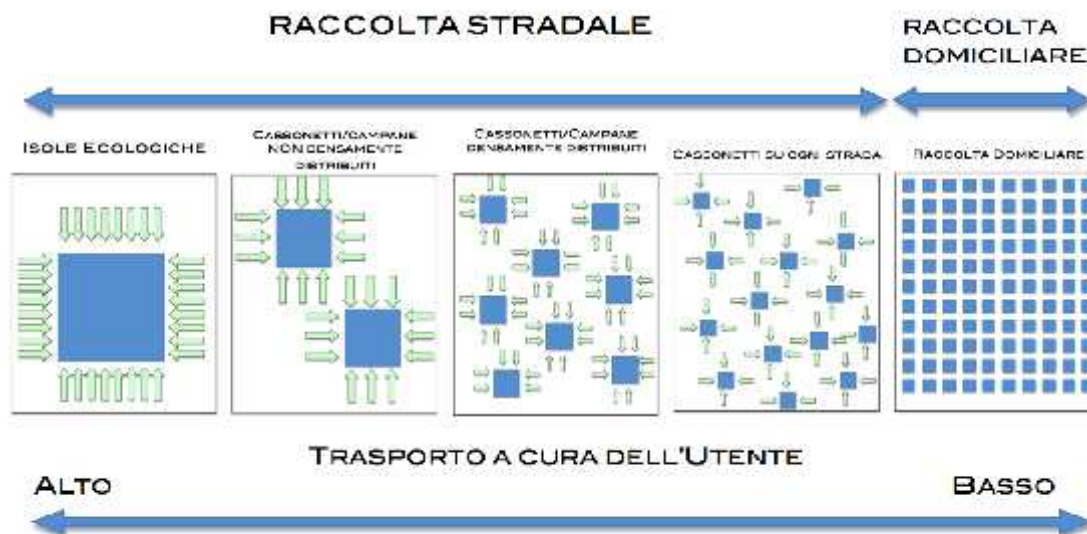 RACCOLTA STRADALE
RACCOLTA
DOMICILIARE
ISOLE ECOLOGICHE
CASSONETTI/CAMPANE
NON DENSAMENTE
DISTRIBUITI
CASSONETTI/CAMPANE
DENSAMENTE DISTRIBUITI
CASSONETTI SU OGNI STRADA
RACCOLTA DOMICILIARE
TRASPORTO A CURA DELL'UTENTE
ALTO
BASSO